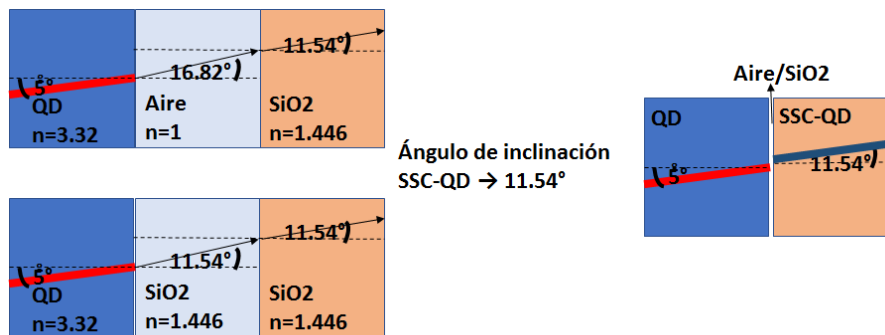 11.54°
16.82°
5°
QD
n=3.32
Aire
n=1
SiO2
n=1.446
Ángulo de inclinación
SSC-QD → 11.54°
11.54°
11.54°
5°
QD
n=3.32
SiO2
n=1.446
SiO2
n=1.446
Aire/SiO2
QD
SSC-QD
5°
11.54°